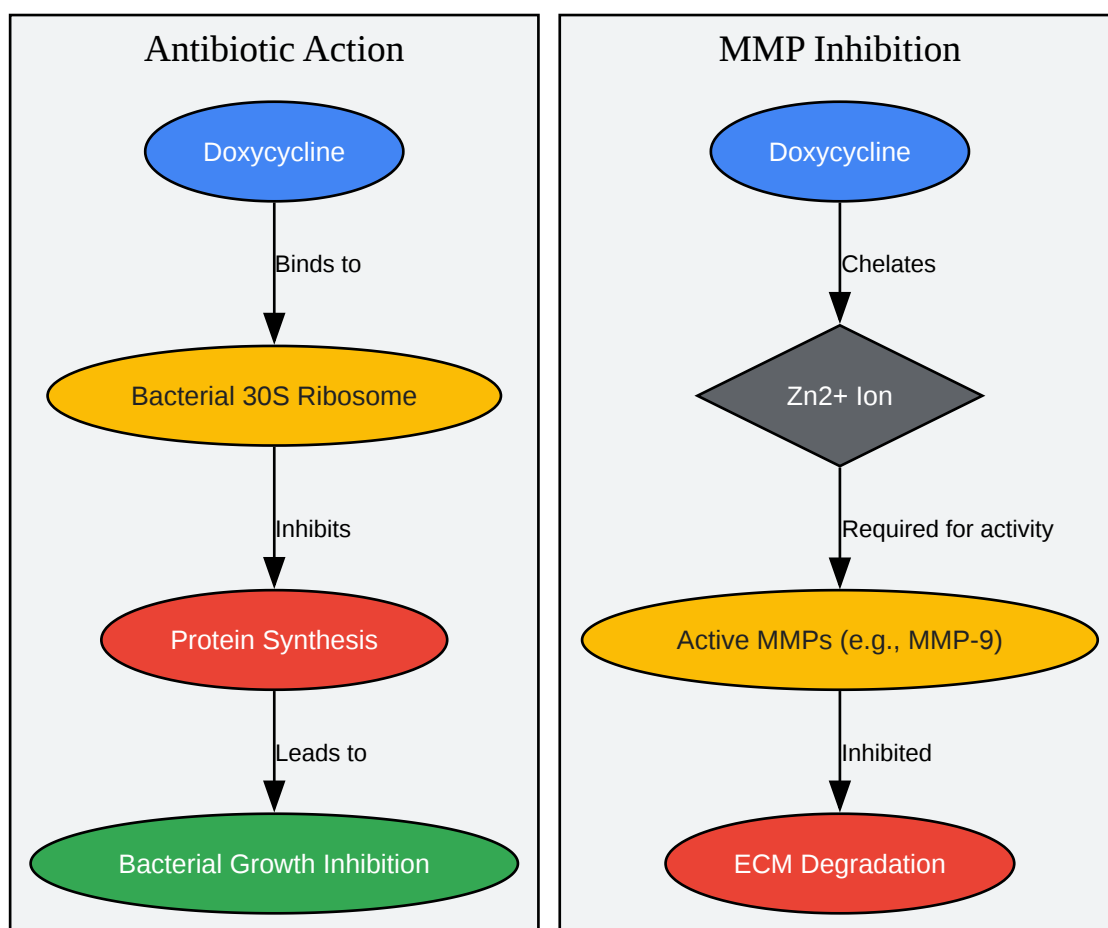 Antibiotic Action
Doxycycline
Binds to
Bacterial 30S Ribosome
Inhibits
Protein Synthesis
Leads to
Bacterial Growth Inhibition
MMP Inhibition
Doxycycline
Chelates
Zn2+ Ion
Required for activity
Active MMPs (e.g., MMP-9)
Inhibited
ECM Degradation